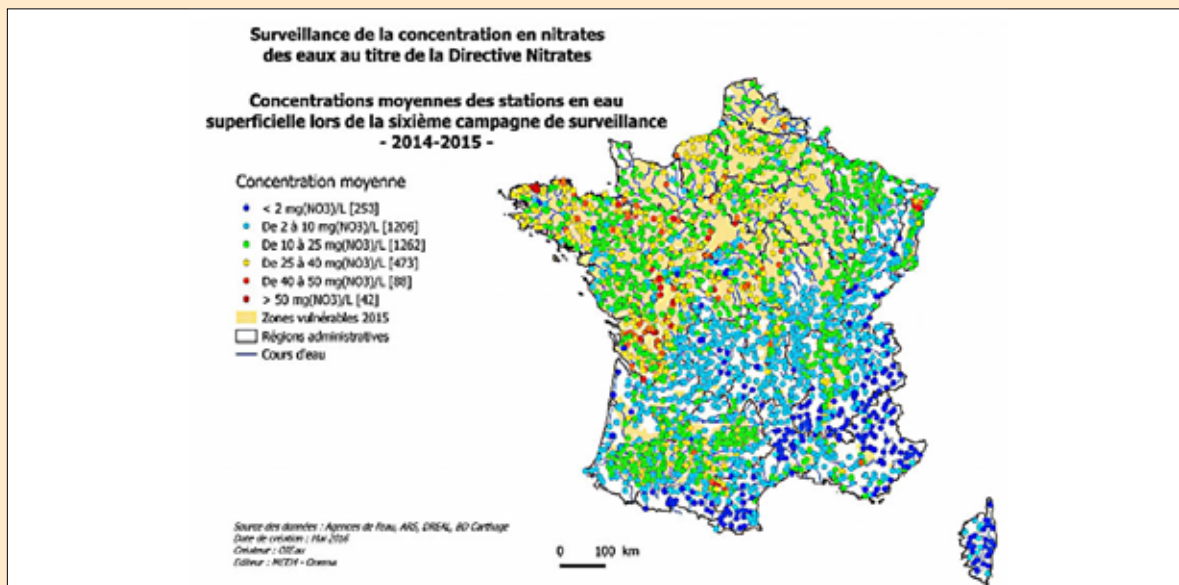 Surveillance de la concentration en nitrates
des eaux au titre de la Directive Nitrates
Concentrations moyennes des stations en eau
superficielle lors de la sixième campagne de surveillance
- 2014-2015 -
Concentration moyenne
< 2 mg(NO3)/L [253]
De 2 à 10 mg(NO3)/L [1206]
De 10 à 25 mg(NO3)/L [1262]
De 25 à 40 mg(NO3)/L [473]
De 40 à 50 mg(NO3)/L [88]
> 50 mg(NO3)/L [42]
Zones vulnérables 2015
Régions administratives
Cours d'eau
Source des données : Agences de l'eau, ARS, DREAL, BD Carthage
Date de création : Mai 2016
Créateur : OIEau
Editeur : MEEM - Onema
0 100 km